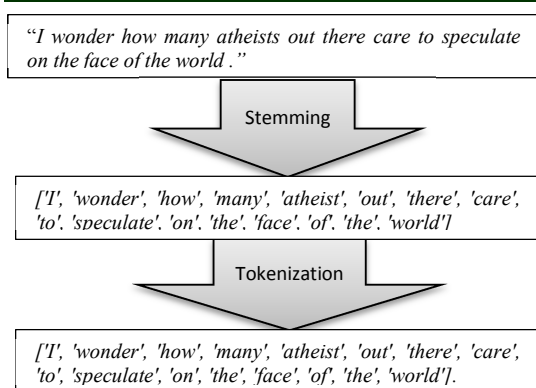 “I wonder how many atheists out there care to speculate
on the face of the world .”
Stemming
['I', 'wonder', 'how', 'many', 'atheist', 'out', 'there', 'care',
'to', 'speculate', 'on', 'the', 'face', 'of', 'the', 'world']
Tokenization
['I', 'wonder', 'how', 'many', 'atheist', 'out', 'there', 'care',
'to', 'speculate', 'on', 'the', 'face', 'of', 'the', 'world'].